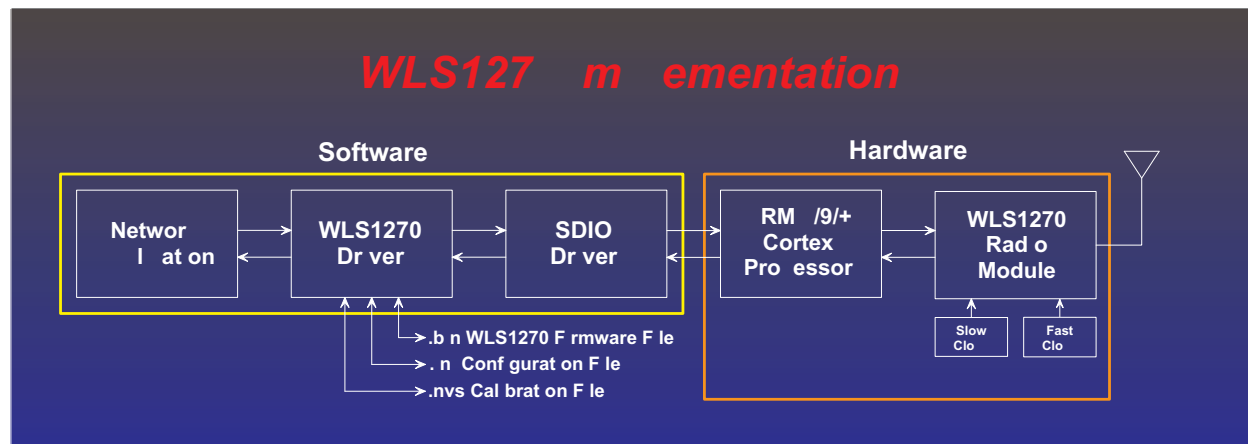 WLS127 m ementation
Software
Hardware
Networ
I at on
WLS1270
Dr ver
SDIO
Dr ver
RM /9/+
Cortex
Pro essor
WLS1270
Rad o
Module
Slow
Clo
Fast
Clo
.b n WLS1270 F rmware F le
. n Conf gurat on F le
.nvs Cal brat on F le